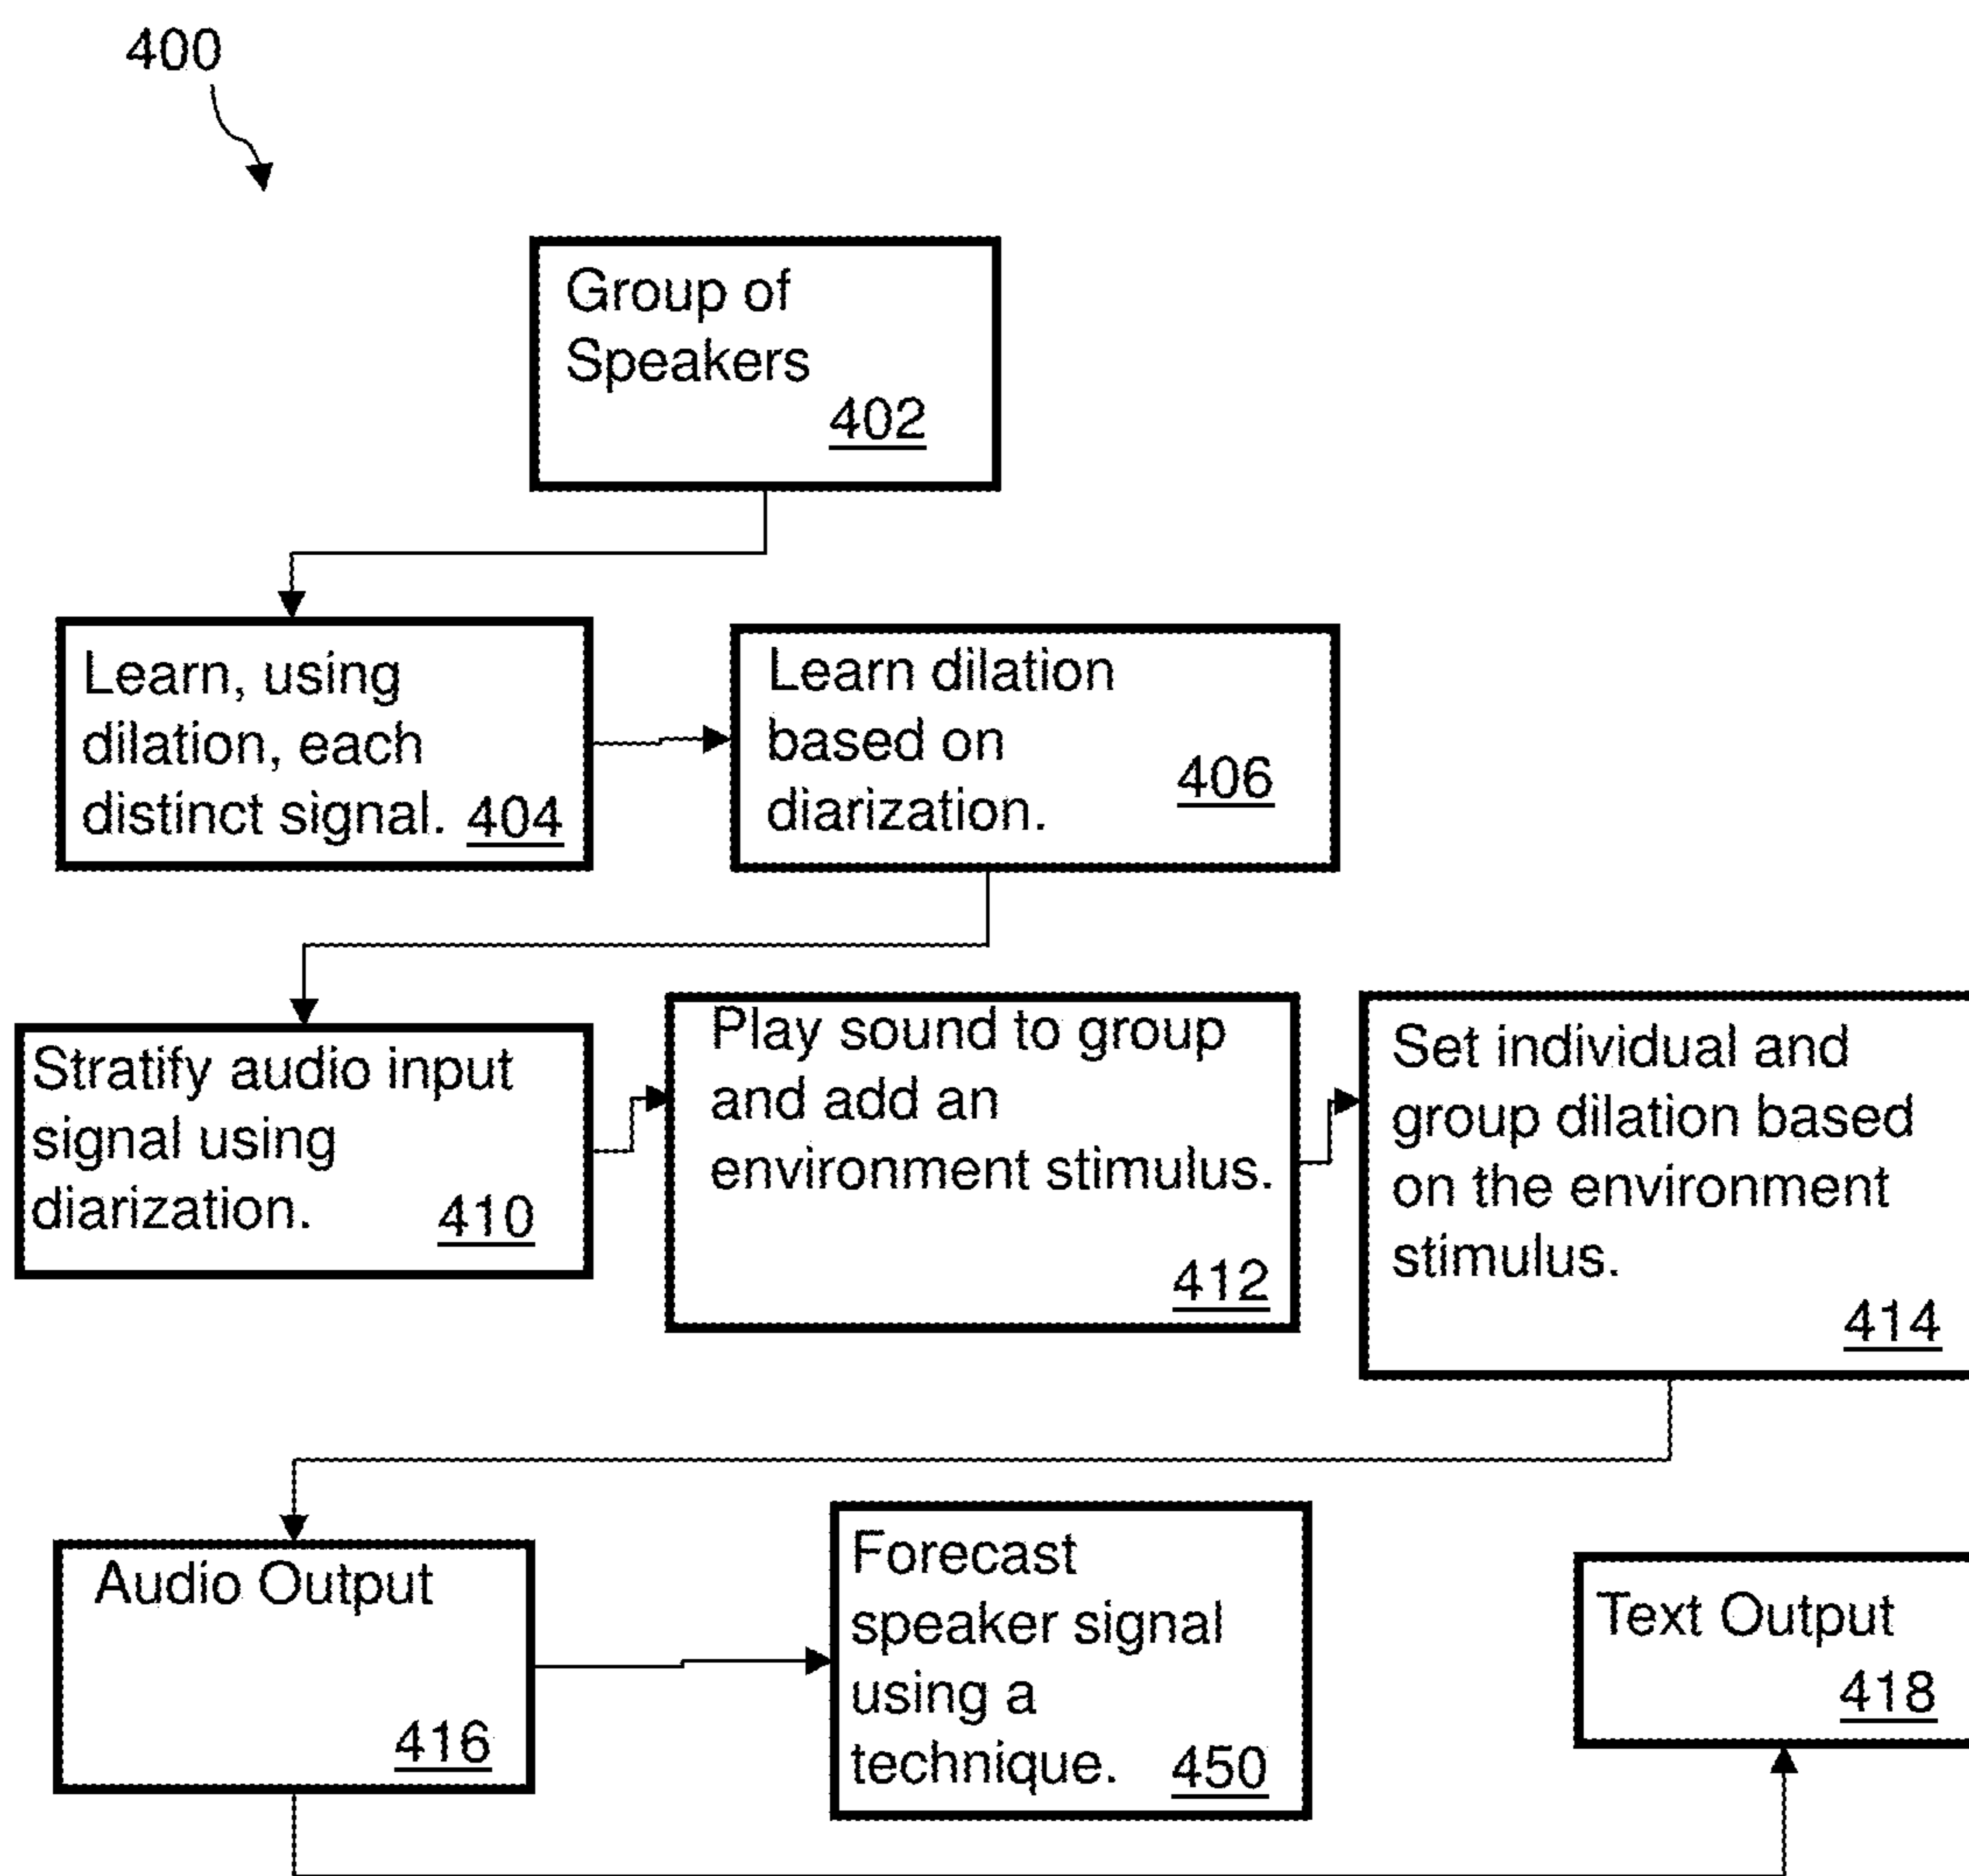 400
Group of
Speakers
402
Learn, using
dilation, each
distinct signal. 404
Learn dilation
based on
diarization.
406
Stratify audio input
signal using
diarization.
410
Play sound to group
and add an
environment stimulus.
412
Set individual and
group dilation based
on the environment
stimulus.
414
Audio Output
416
Forecast
speaker signal
using a
technique. 450
Text Output
418